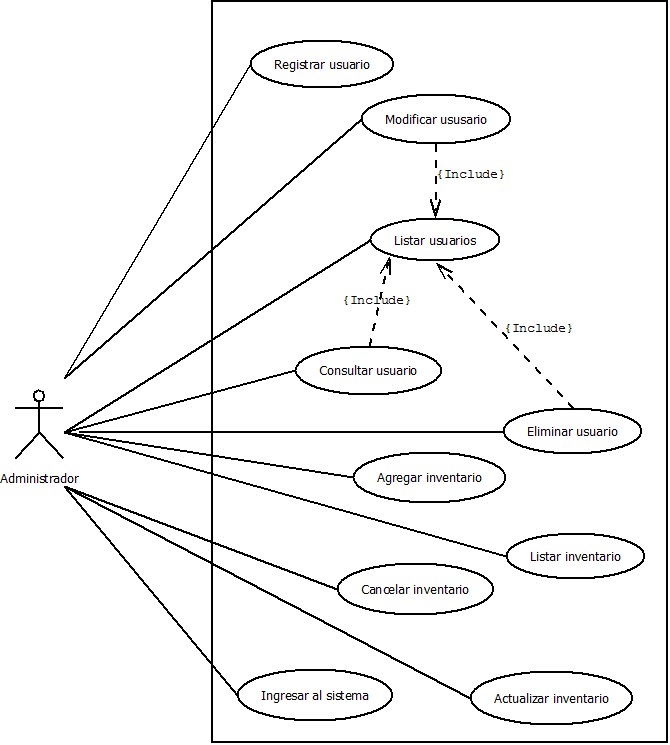 Registrar usuario
Modificar ususario
{Include}
Listar usuarios
{Include}
{Include}
Consultar usuario
Eliminar usuario
Administrador
Agregar inventario
Listar inventario
Cancelar inventario
Ingresar al sistema
Actualizar inventario